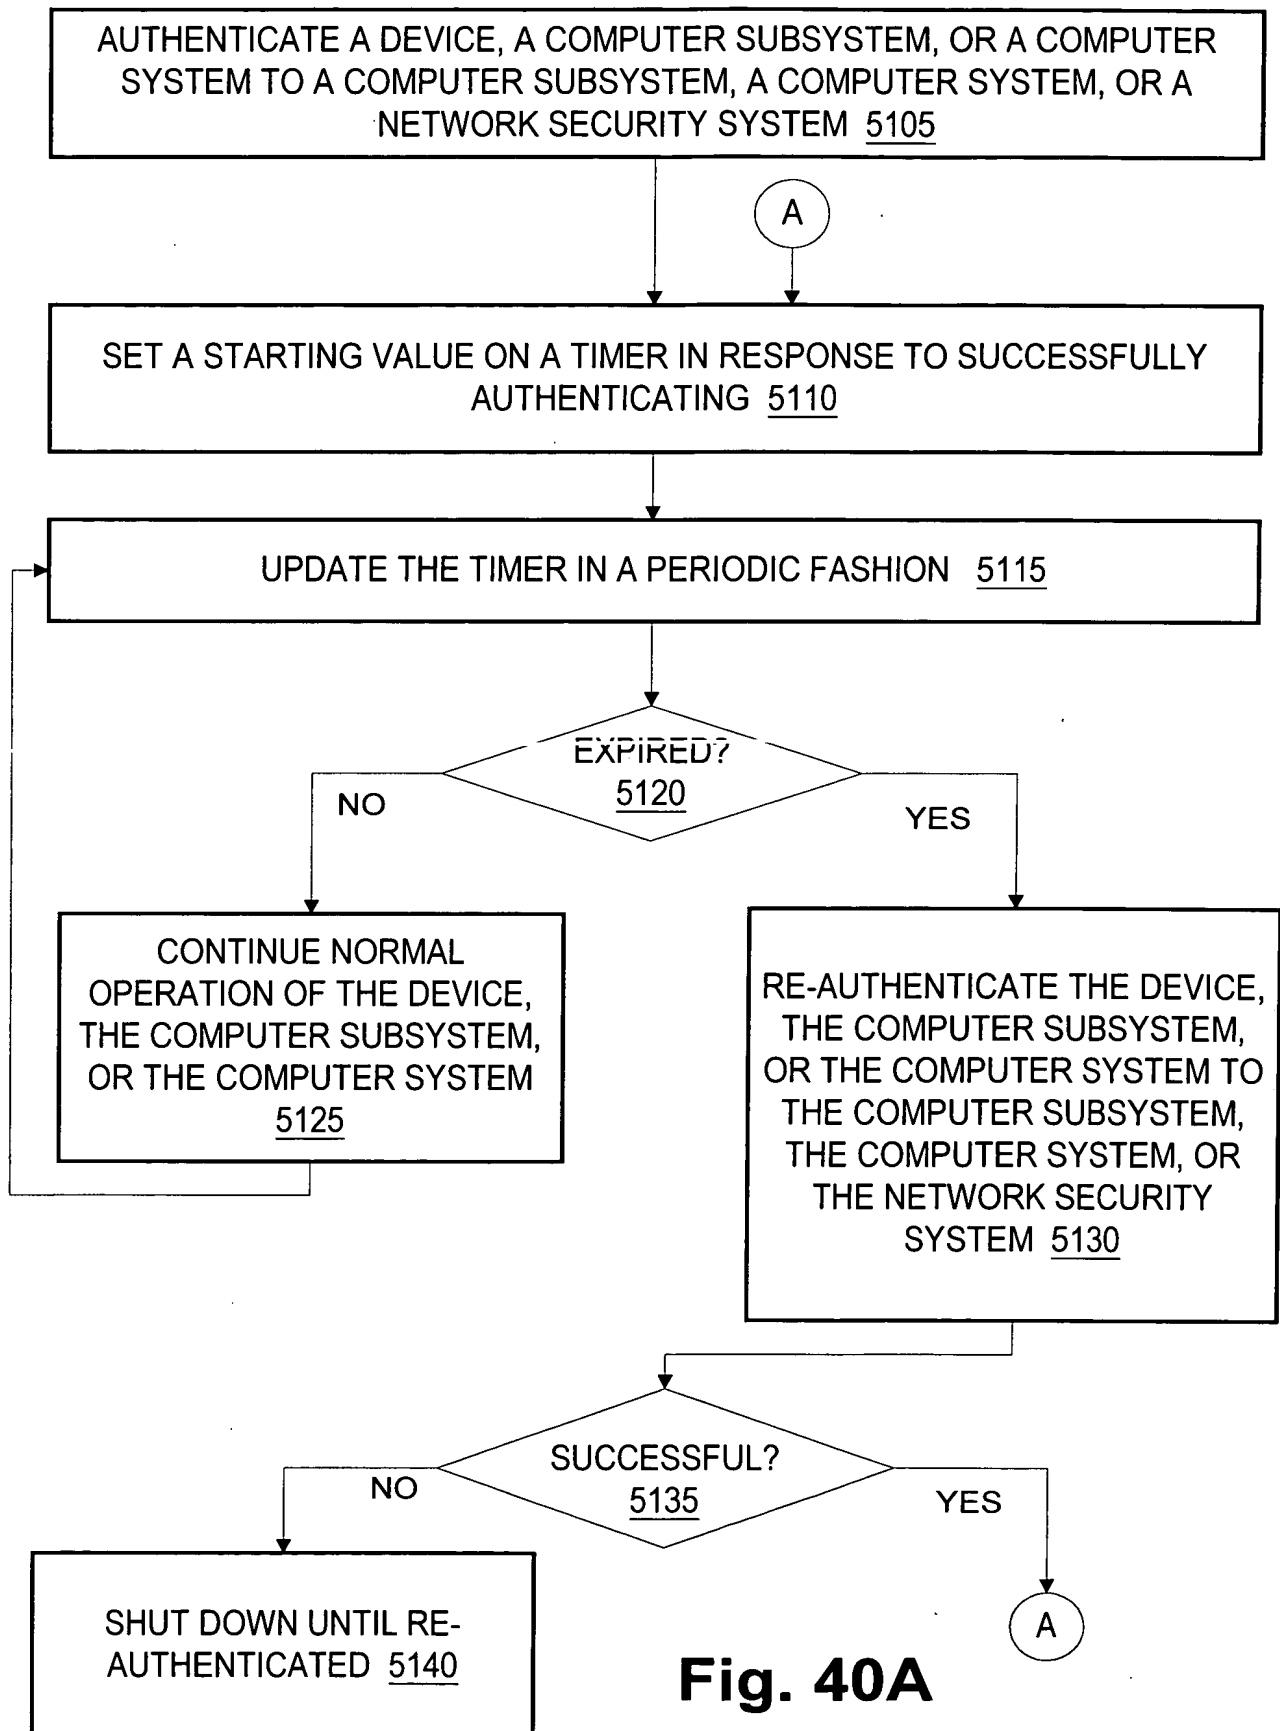 AUTHENTICATE A DEVICE, A COMPUTER SUBSYSTEM, OR A COMPUTER
SYSTEM TO A COMPUTER SUBSYSTEM, A COMPUTER SYSTEM, OR A
NETWORK SECURITY SYSTEM 5105
A
SET A STARTING VALUE ON A TIMER IN RESPONSE TO SUCCESSFULLY
AUTHENTICATING 5110
UPDATE THE TIMER IN A PERIODIC FASHION 5115
EXPIRED?
5120
NO
YES
CONTINUE NORMAL
OPERATION OF THE DEVICE,
THE COMPUTER SUBSYSTEM,
OR THE COMPUTER SYSTEM
5125
RE-AUTHENTICATE THE DEVICE,
THE COMPUTER SUBSYSTEM,
OR THE COMPUTER SYSTEM TO
THE COMPUTER SUBSYSTEM,
THE COMPUTER SYSTEM, OR
THE NETWORK SECURITY
SYSTEM 5130
SUCCESSFUL?
5135
NO
YES
SHUT DOWN UNTIL RE-
AUTHENTICATED 5140
A
Fig. 40A